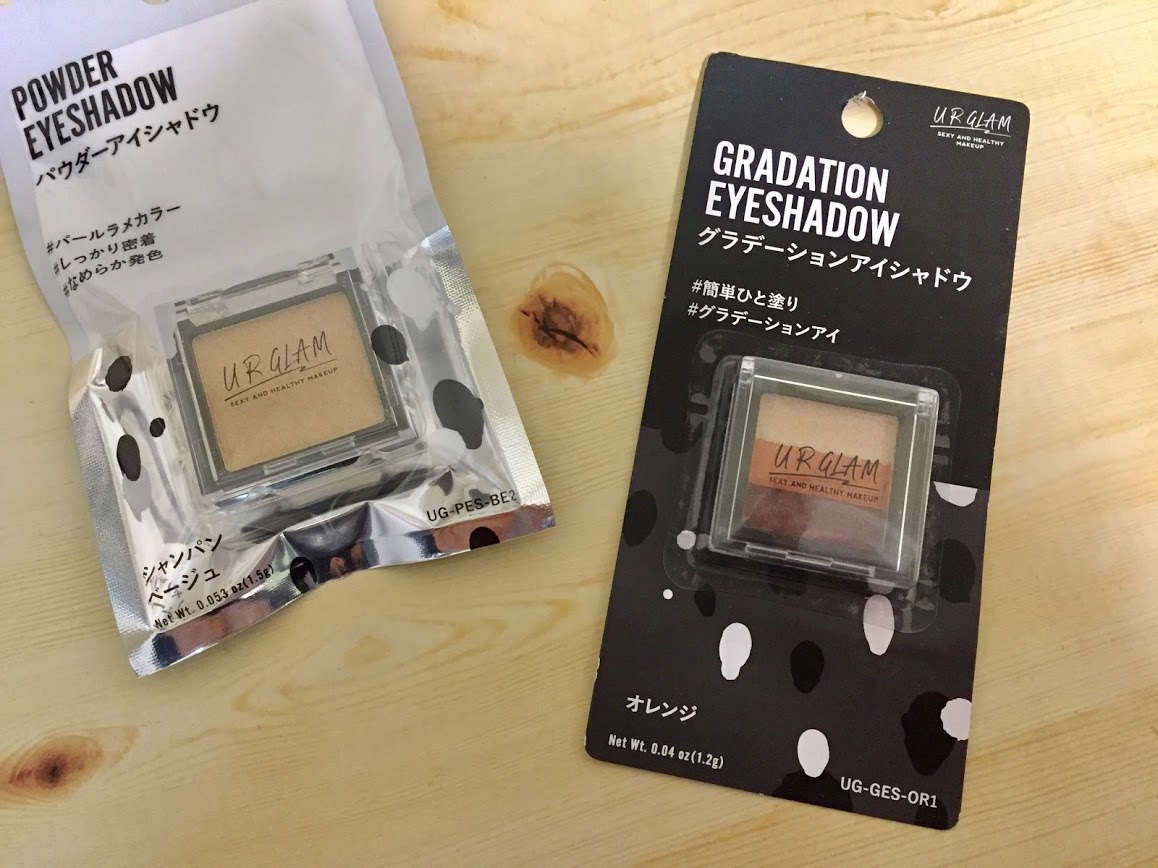 POWDER
EYESHADOW
パウダーアイシャドウ
#パールラメカラー
#しっかり密着
#なめらか発色
URGLAM
SEXY AND HEALTHY MAKEUP
UG-PES-BE2
シャンパン
ベージュ
Net Wt. 0.053 oz(1.5g)
URGLAM
SEXY AND HEALTHY
MAKEUP
GRADATION
EYESHADOW
グラデーションアイシャドウ
#簡単ひと塗り
#グラデーションアイ
URGLAM
SEXY AND HEALTHY MAKEUP
オレンジ
Net Wt. 0.04 oz(1.2g)
UG-GES-OR1